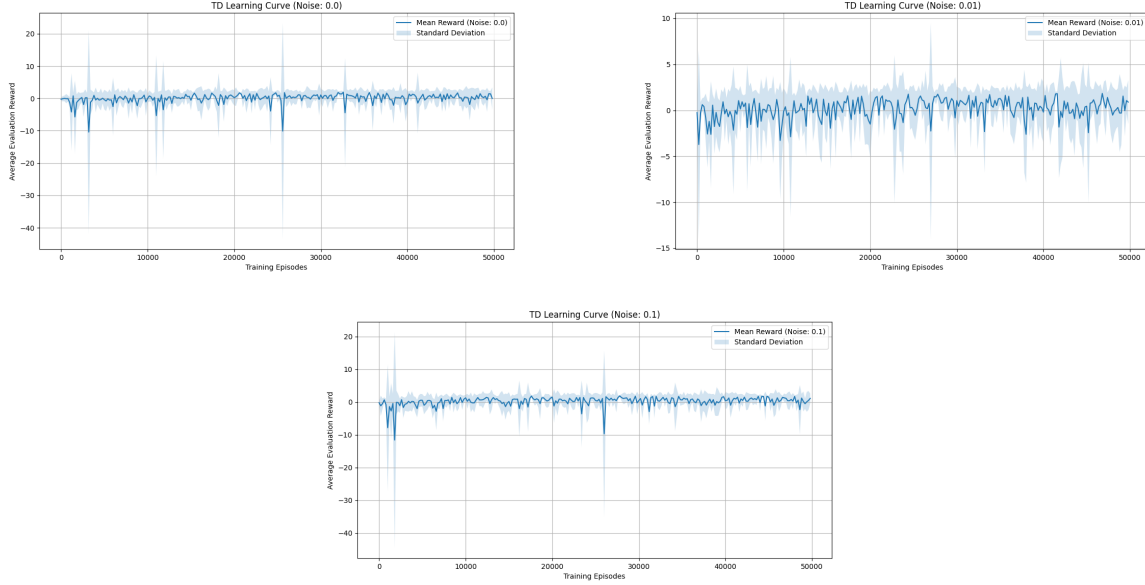 TD Learning Curve (Noise: 0.0)
Mean Reward (Noise: 0.0)
Standard Deviation
20
10
0
−10
−20
−30
−40
Average Evaluation Reward
0
10000
20000
30000
40000
50000
Training Episodes
TD Learning Curve (Noise: 0.01)
Mean Reward (Noise: 0.01)
Standard Deviation
10
5
0
−5
−10
−15
Average Evaluation Reward
0
10000
20000
30000
40000
50000
Training Episodes
TD Learning Curve (Noise: 0.1)
Mean Reward (Noise: 0.1)
Standard Deviation
20
10
0
−10
−20
−30
−40
Average Evaluation Reward
0
10000
20000
30000
40000
50000
Training Episodes